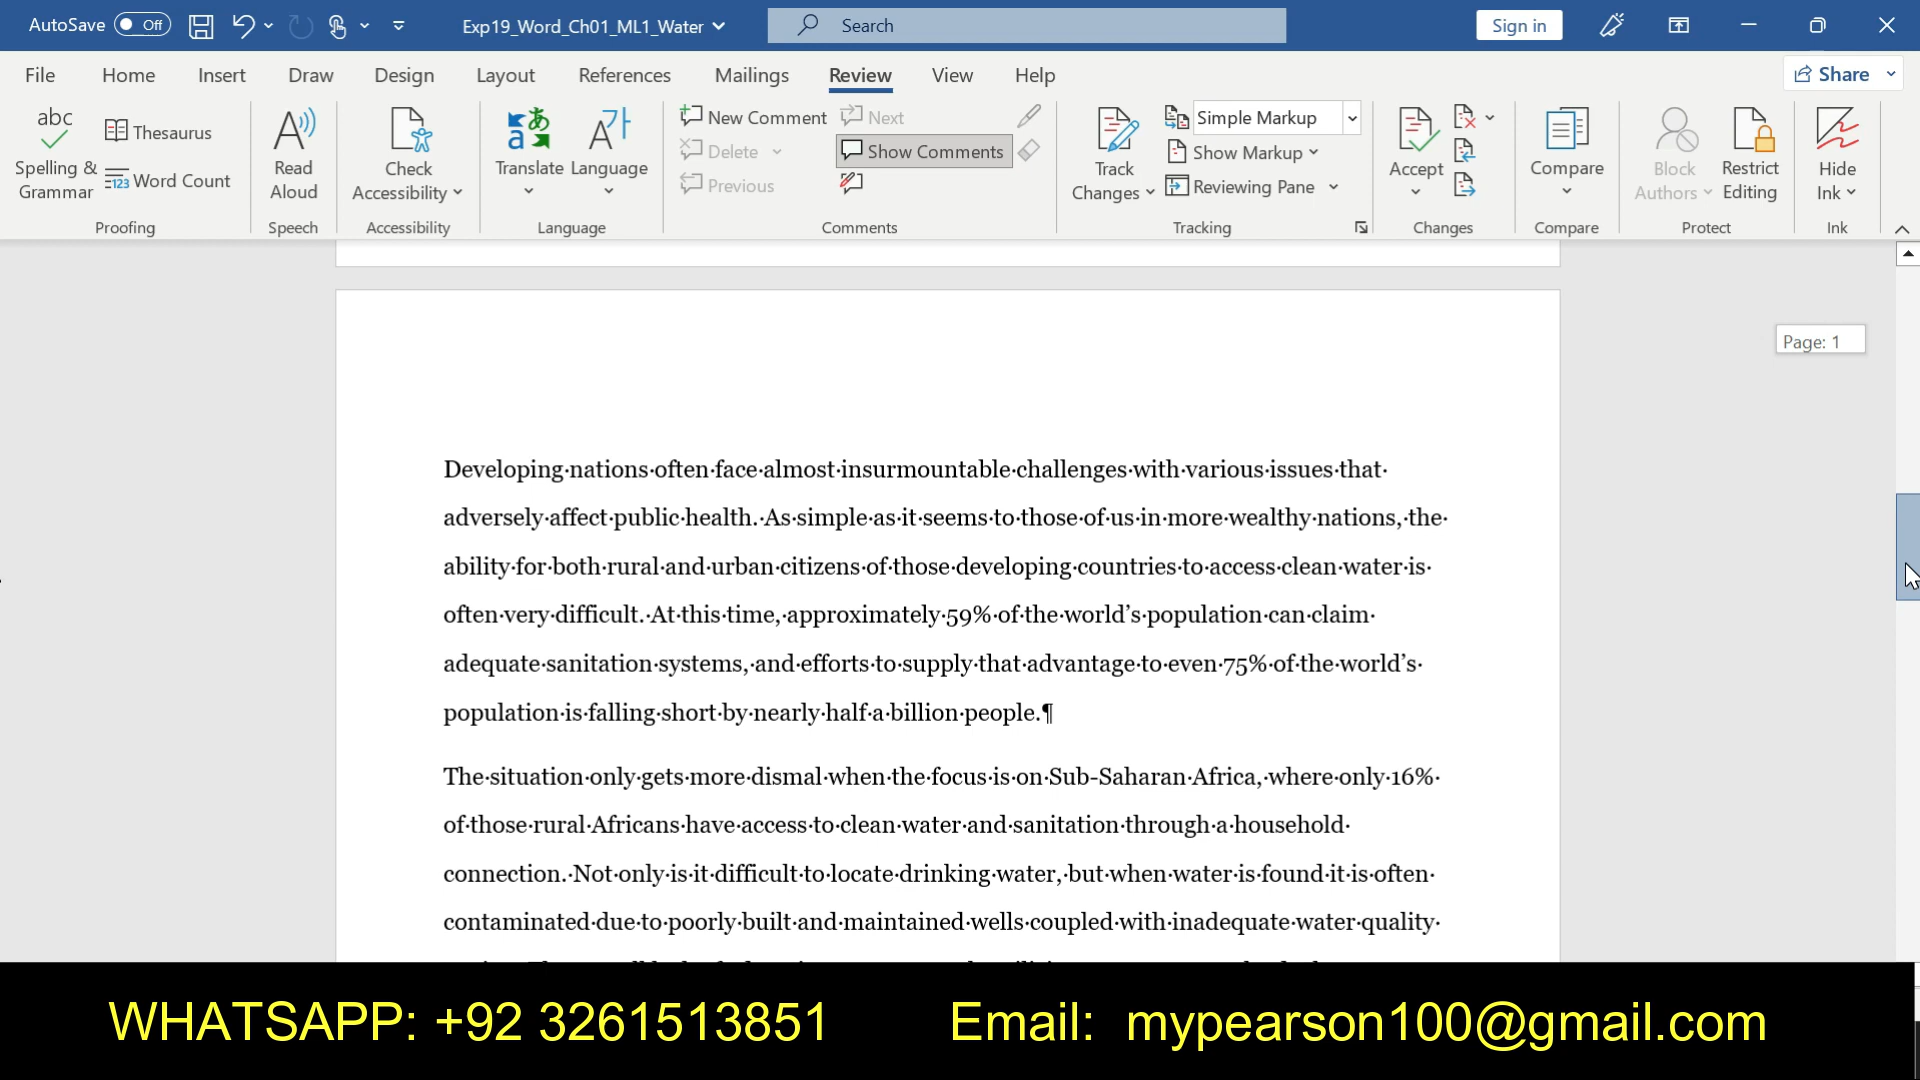 AutoSave Off Exp19_Word_Ch01_ML1_Water Search Sign in
File Home Insert Draw Design Layout References Mailings Review View Help Share
abc
Spelling &
Grammar
Thesaurus
123 Word Count
Proofing
Read
Aloud
Speech
Check
Accessibility
Accessibility
Translate
Language
Language
New Comment
Delete
Previous
Next
Show Comments
Comments
Track
Changes
Simple Markup
Show Markup
Reviewing Pane
Tracking
Accept
Changes
Compare
Compare
Block
Authors
Restrict
Editing
Protect
Hide
Ink
Ink
Page: 1
Developing·nations·often·face·almost·insurmountable·challenges·with·various·issues·that·
adversely·affect·public·health.·As·simple·as·it·seems·to·those·of·us·in·more·wealthy·nations,·the·
ability·for·both·rural·and·urban·citizens·of·those·developing·countries·to·access·clean·water·is·
often·very·difficult.·At·this·time,·approximately·59%·of·the·world’s·population·can·claim·
adequate·sanitation·systems,·and·efforts·to·supply·that·advantage·to·even·75%·of·the·world’s·
population·is·falling·short·by·nearly·half·a·billion·people.¶
The·situation·only·gets·more·dismal·when·the·focus·is·on·Sub-Saharan·Africa,·where·only·16%·
of·those·rural·Africans·have·access·to·clean·water·and·sanitation·through·a·household·
connection.·Not·only·is·it·difficult·to·locate·drinking·water,·but·when·water·is·found·it·is·often·
contaminated·due·to·poorly·built·and·maintained·wells·coupled·with·inadequate·water·quality·
WHATSAPP: +92 3261513851 Email: mypearson100@gmail.com